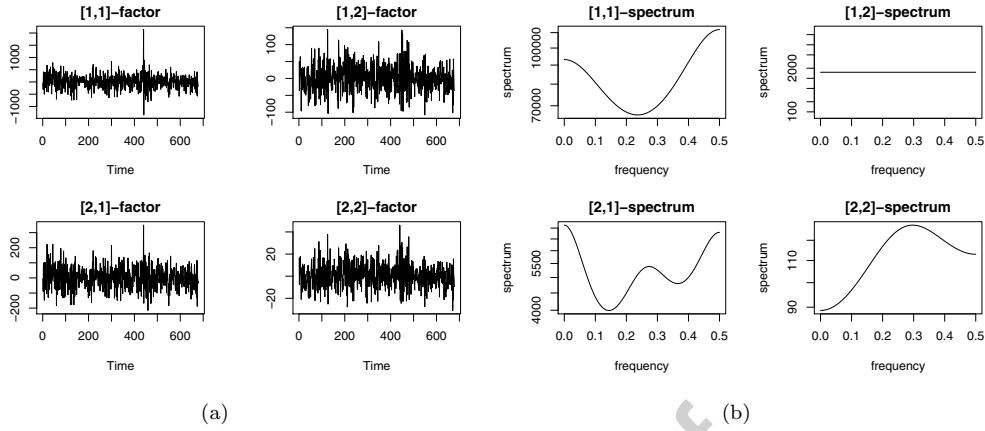 [1,1]−factor
1000
−1000
0 200 400 600
Time
[1,2]−factor
100
0
−100
0 200 400 600
Time
[1,1]−spectrum
spectrum
100000
70000
0.0 0.1 0.2 0.3 0.4 0.5
frequency
[1,2]−spectrum
spectrum
2000
100
0.0 0.1 0.2 0.3 0.4 0.5
frequency
[2,1]−factor
200
0
−200
0 200 400 600
Time
[2,2]−factor
20
−20
0 200 400 600
Time
[2,1]−spectrum
spectrum
5500
4000
0.0 0.1 0.2 0.3 0.4 0.5
frequency
[2,2]−spectrum
spectrum
110
90
0.0 0.1 0.2 0.3 0.4 0.5
frequency
(a)
(b)